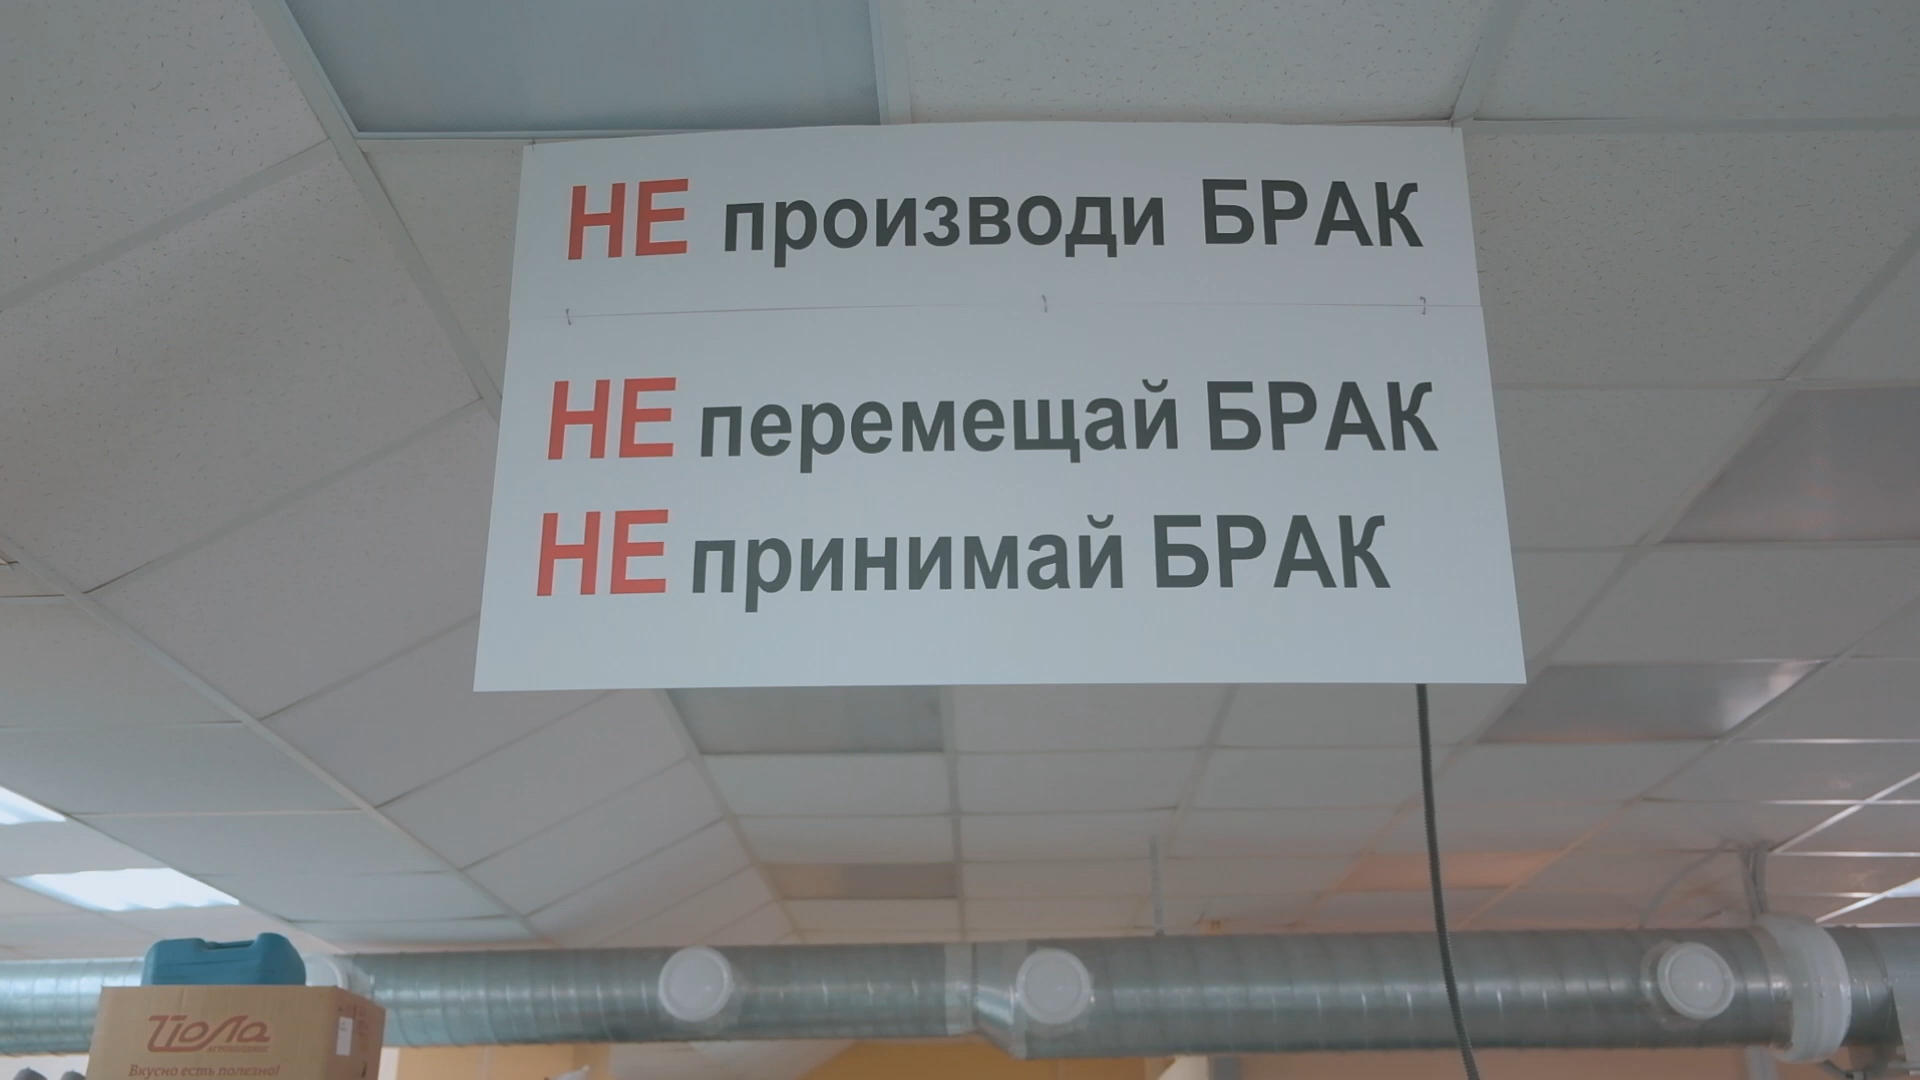 НЕ производи БРАК
НЕ перемещай БРАК
НЕ принимай БРАК
Вкусно есть полезно!